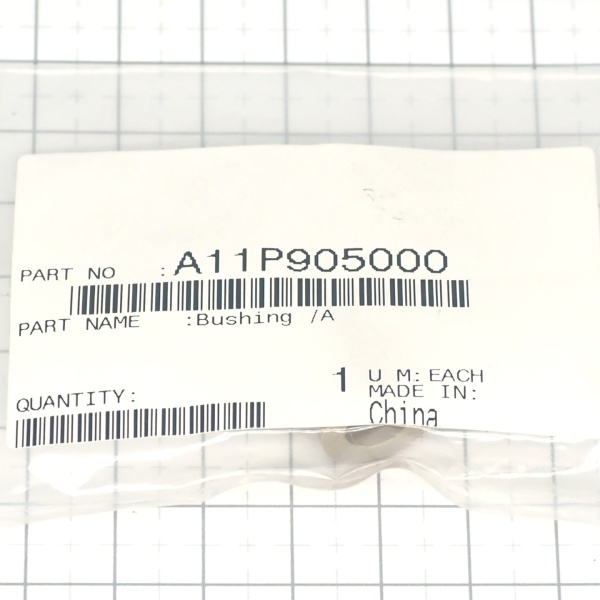 PART NO : A11P905000
PART NAME :Bushing /A
QUANTITY: 1 U M: EACH
MADE IN:
China